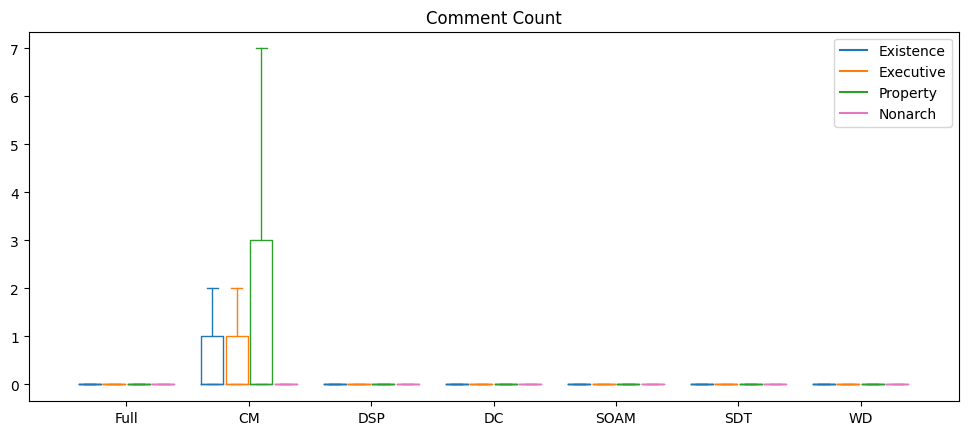 Comment Count
7
6
5
4
3
2
1
0
Existence
Executive
Property
Nonarch
Full CM DSP DC SOAM SDT WD